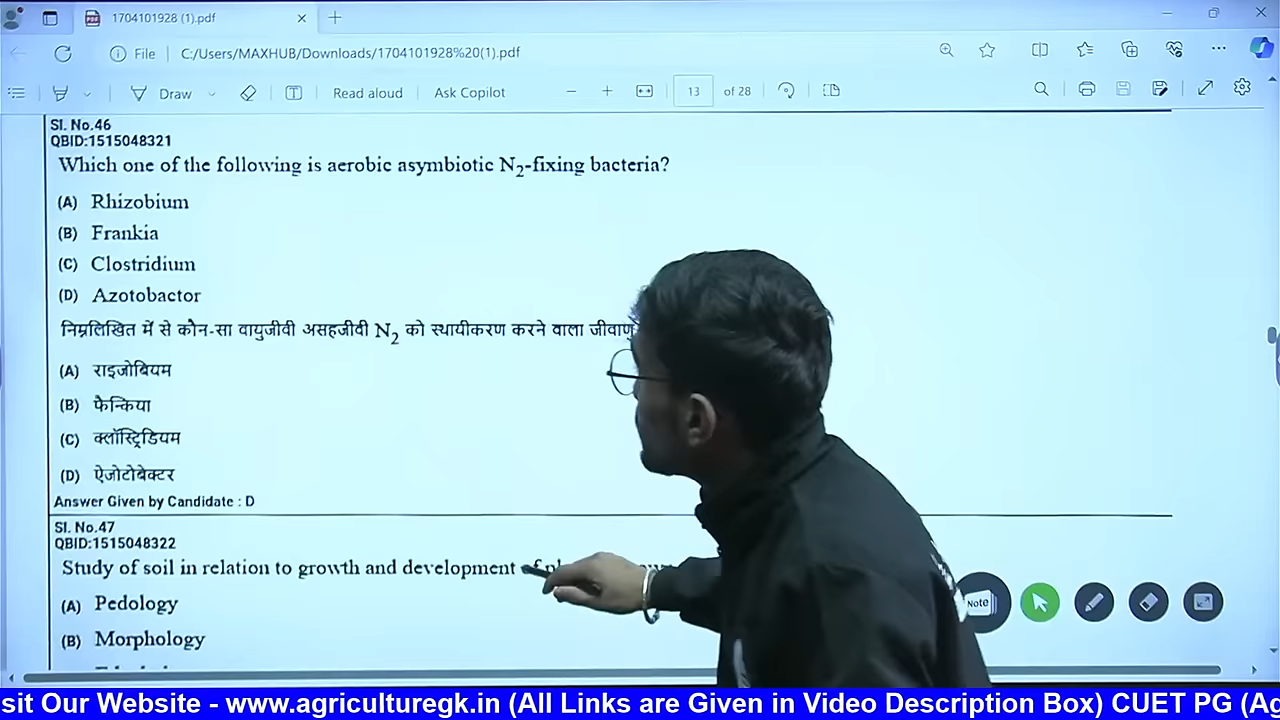 1704101928 (1).pdf
File C:/Users/MAXHUB/Downloads/1704101928%20(1).pdf
Draw Read aloud Ask Copilot 13 of 28
SI. No.46
QBID:1515048321
Which one of the following is aerobic asymbiotic N2-fixing bacteria?
(A) Rhizobium
(B) Frankia
(C) Clostridium
(D) Azotobactor
निम्नलिखित में से कौन-सा वायुजीवी असहजीवी N2 को स्थायीकरण करने वाला
(A) राइजोबियम
(B) फैन्किया
(C) क्लॉस्ट्रिडियम
(D) ऐजोटोबेक्टर
Answer Given by Candidate : D
SI. No.47
QBID:1515048322
Study of soil in relation to growth and development
(A) Pedology
(B) Morphology
Note
sit Our Website - www.agriculturegk.in (All Links are Given in Video Description Box) CUET PG (Ag